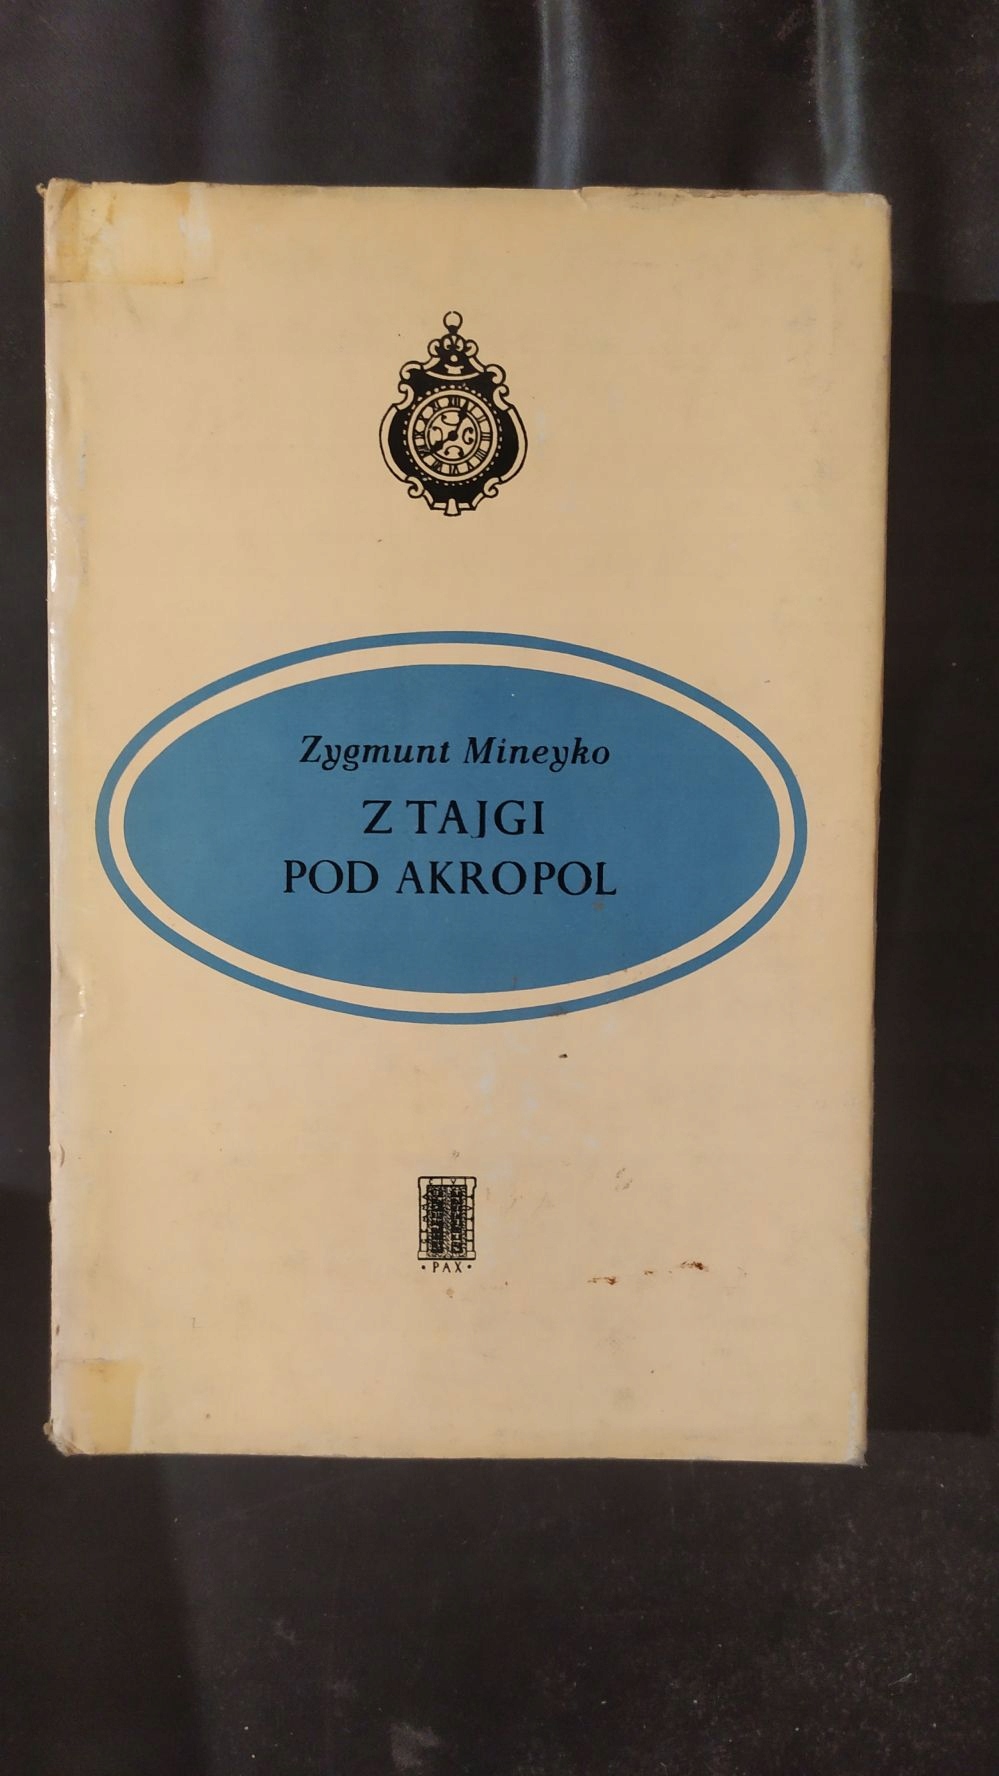 Zygmunt Mineyko
Z TAJGI
POD AKROPOL
· PAX ·